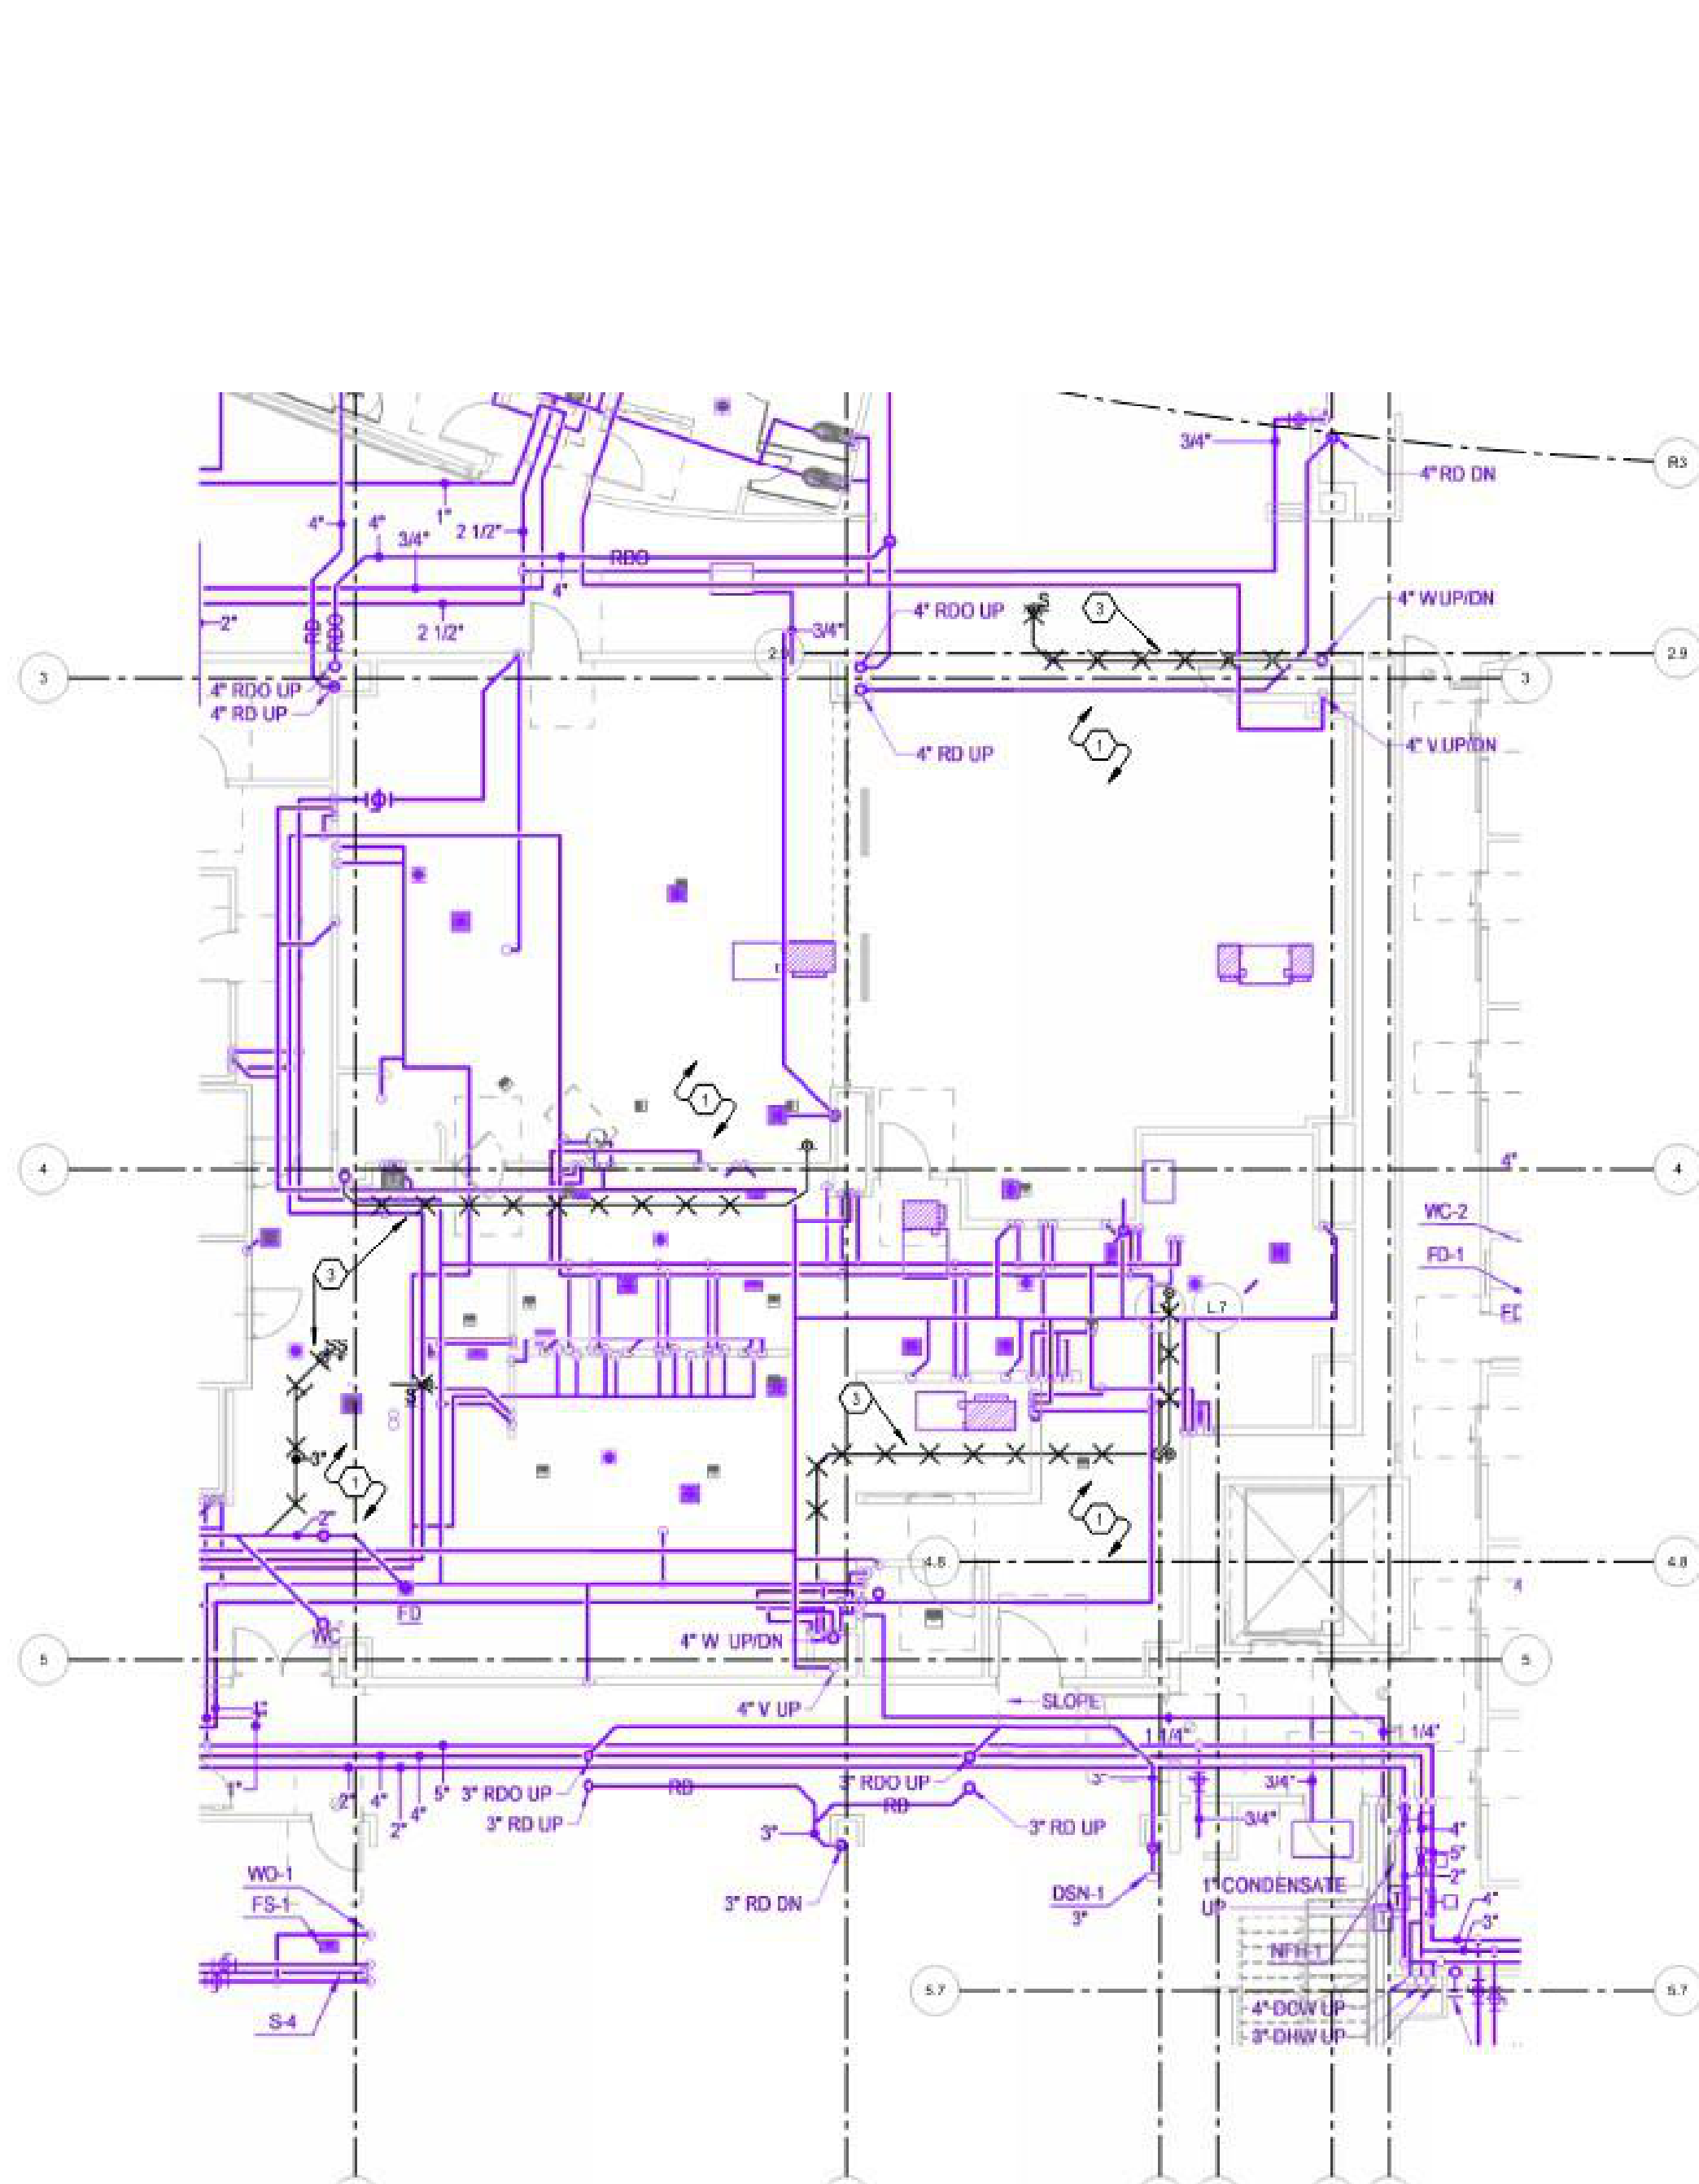 3/4"
R3
4" RD DN
4"
4"
1"
2 1/2"
3/4"
RDO
4"
4" W UP/DN
2"
RD
RDO
2 1/2"
3/4"
4" RDO UP
S
3
2.9
3
4" RDO UP
4" RD UP
3
4" RD UP
1
4" V UP/DN
1
4
4"
4
WC-2
FD-1
3
L.7
3
3"
1
1
2"
4.8
4.8
FD
WC
4" W UP/DN
5
5
4" V UP
SLOPE
1"
1 1/4"
1 1/4"
1"
2"
4"
2"
4"
5"
3" RDO UP
RD
3" RDO UP
RD
3"
3/4"
3" RD UP
3"
3" RD UP
3/4"
4"
5"
2"
WO-1
FS-1
3" RD DN
DSN-1
3"
1" CONDENSATE
UP
T
T
4"
3"
NFH-1
S-4
5.7
5.7
4" DCW UP
3" DHW UP